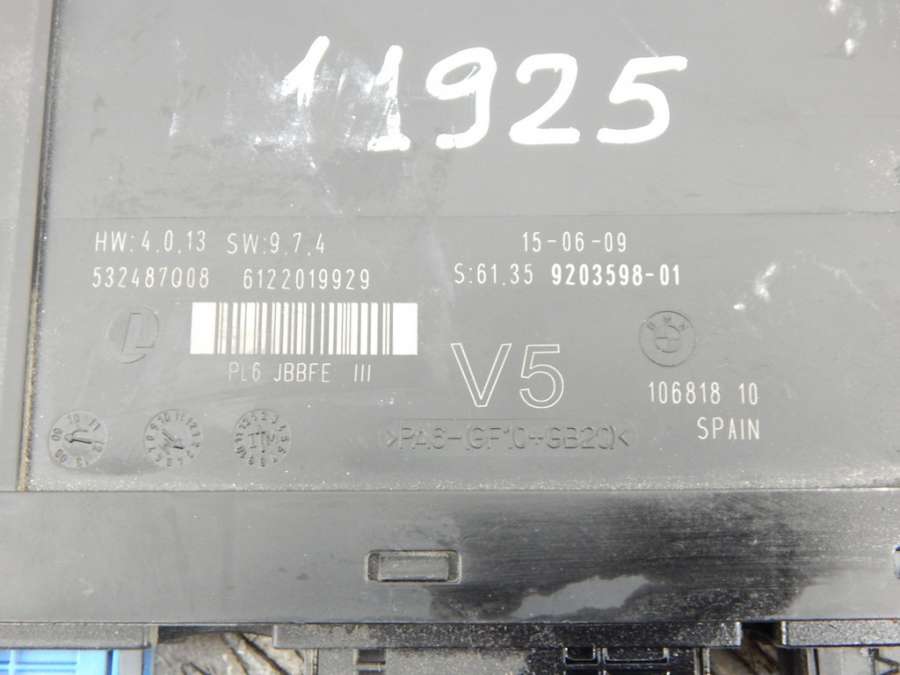 11925
HW:4.0.13 SW:9.7.4 15-06-09
532487008 6122019929 S:61.35 9203598-01
PL6 JBBFE III
V5
BMW
106818 10
SPAIN
>PA6-(GF10+GB20)<